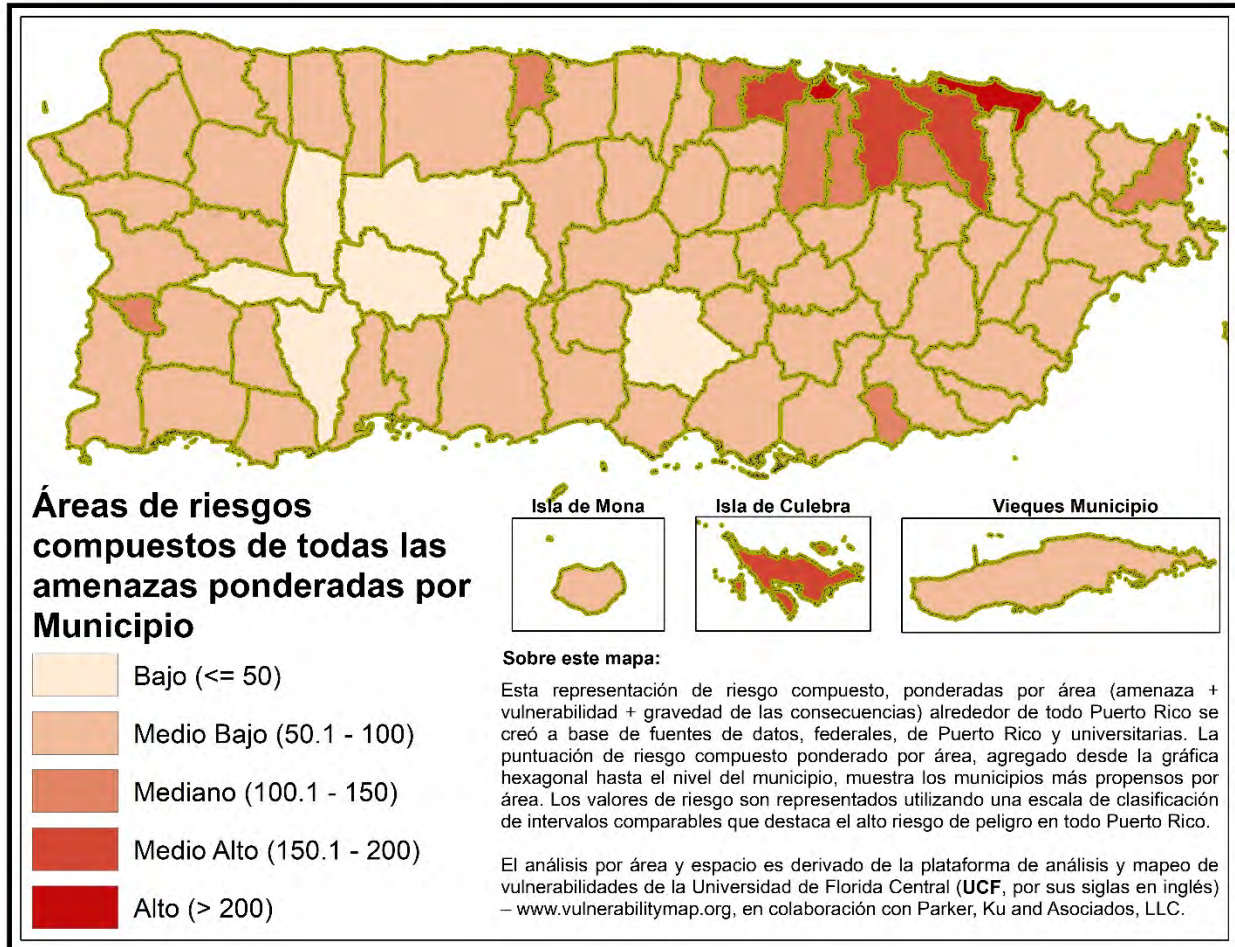 Isla de Mona
Isla de Culebra
Vieques Municipio
Áreas de riesgos
compuestos de todas las
amenazas ponderadas por
Municipio
Bajo (<= 50)
Medio Bajo (50.1 - 100)
Mediano (100.1 - 150)
Medio Alto (150.1 - 200)
Alto (> 200)
Sobre este mapa:
Esta representación de riesgo compuesto, ponderadas por área (amenaza +
vulnerabilidad + gravedad de las consecuencias) alrededor de todo Puerto Rico se
creó a base de fuentes de datos, federales, de Puerto Rico y universitarias. La
puntuación de riesgo compuesto ponderado por área, agregado desde la gráfica
hexagonal hasta el nivel del municipio, muestra los municipios más propensos por
área. Los valores de riesgo son representados utilizando una escala de clasificación
de intervalos comparables que destaca el alto riesgo de peligro en todo Puerto Rico.
El análisis por área y espacio es derivado de la plataforma de análisis y mapeo de
vulnerabilidades de la Universidad de Florida Central (UCF, por sus siglas en inglés)
– www.vulnerabilitymap.org, en colaboración con Parker, Ku and Asociados, LLC.